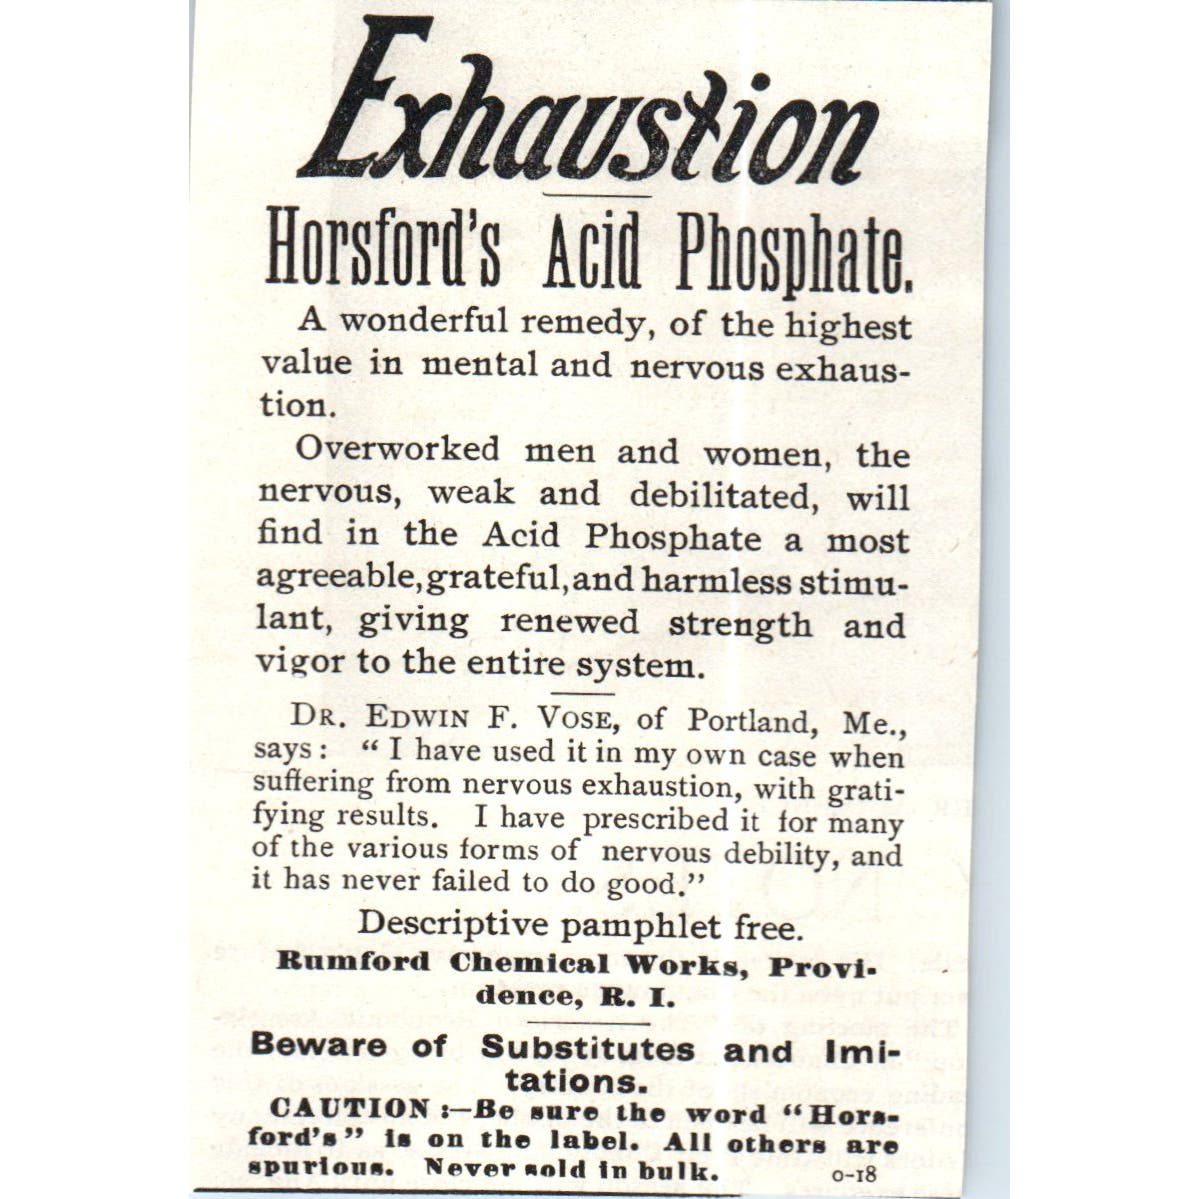 Exhaustion
Horsford's Acid Phosphate.
A wonderful remedy, of the highest
value in mental and nervous exhaus-
tion.
Overworked men and women, the
nervous, weak and debilitated, will
find in the Acid Phosphate a most
agreeable, grateful, and harmless stimu-
lant, giving renewed strength and
vigor to the entire system.
DR. EDWIN F. VOSE, of Portland, Me.,
says: "I have used it in my own case when
suffering from nervous exhaustion, with grati-
fying results. I have prescribed it for many
of the various forms of nervous debility, and
it has never failed to do good."
Descriptive pamphlet free.
Rumford Chemical Works, Provi-
dence, R. I.
Beware of Substitutes and Imi-
tations.
CAUTION:—Be sure the word "Hors-
ford's" is on the label. All others are
spurious. Never sold in bulk.
0-18